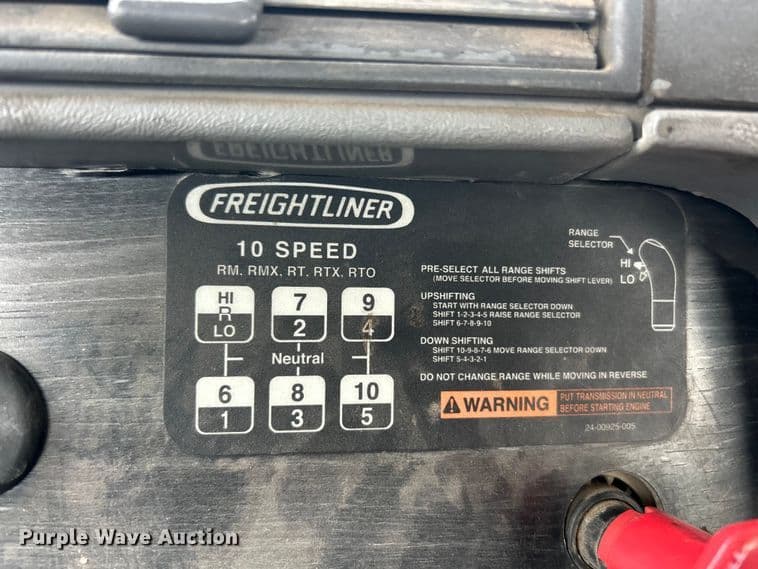 FREIGHTLINER
FREIGHTLINER
10 SPEED
RM. RMX, RT. RTX, RTO
HI
R
LO
7
2
9
4
Neutral
6
1
8
3
10
5
RANGE
SELECTOR
HI
LO
PRE-SELECT ALL RANGE SHIFTS
(MOVE SELECTOR BEFORE MOVING SHIFT LEVER)
UPSHIFTING
START WITH RANGE SELECTOR DOWN
SHIFT 1-2-3-4-5 RAISE RANGE SELECTOR
SHIFT 6-7-8-9-10
DOWN SHIFTING
SHIFT 10-9-8-7-6 MOVE RANGE SELECTOR DOWN
SHIFT 5-4-3-2-1
DO NOT CHANGE RANGE WHILE MOVING IN REVERSE
WARNING
PUT TRANSMISSION IN NEUTRAL
BEFORE STARTING ENGINE
24-00925-005
Purple Wave Auction